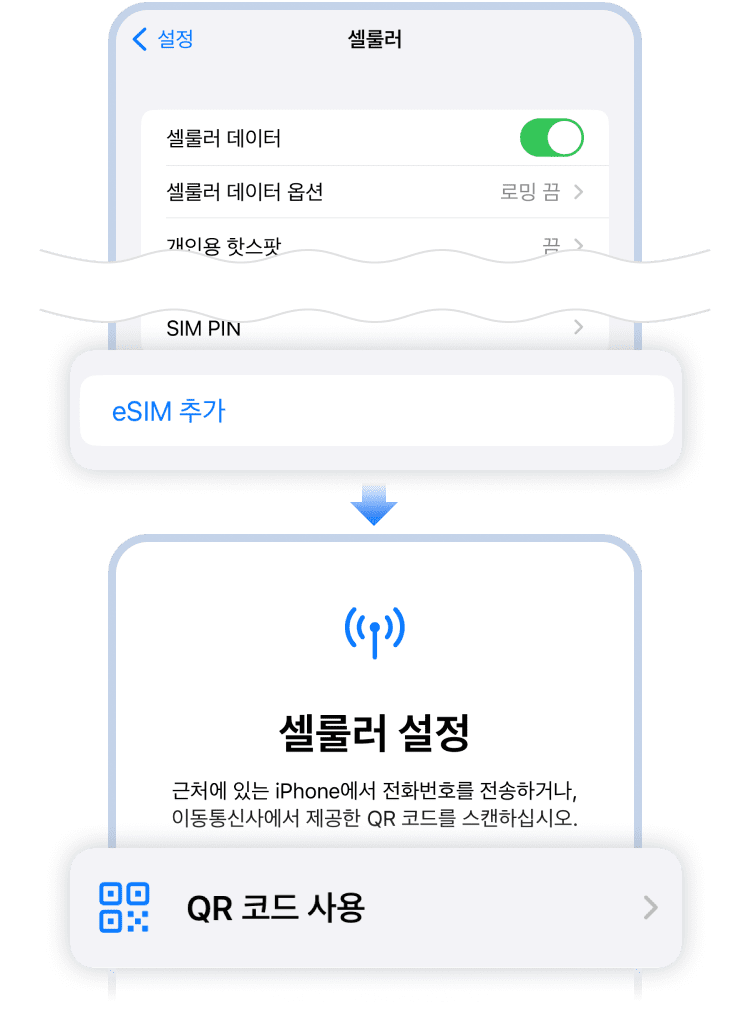 설정
셀룰러
셀룰러 데이터
셀룰러 데이터 옵션 로밍 끔
개인용 핫스팟 끔
SIM PIN
eSIM 추가
셀룰러 설정
근처에 있는 iPhone에서 전화번호를 전송하거나,
이동통신사에서 제공한 QR 코드를 스캔하십시오.
QR 코드 사용